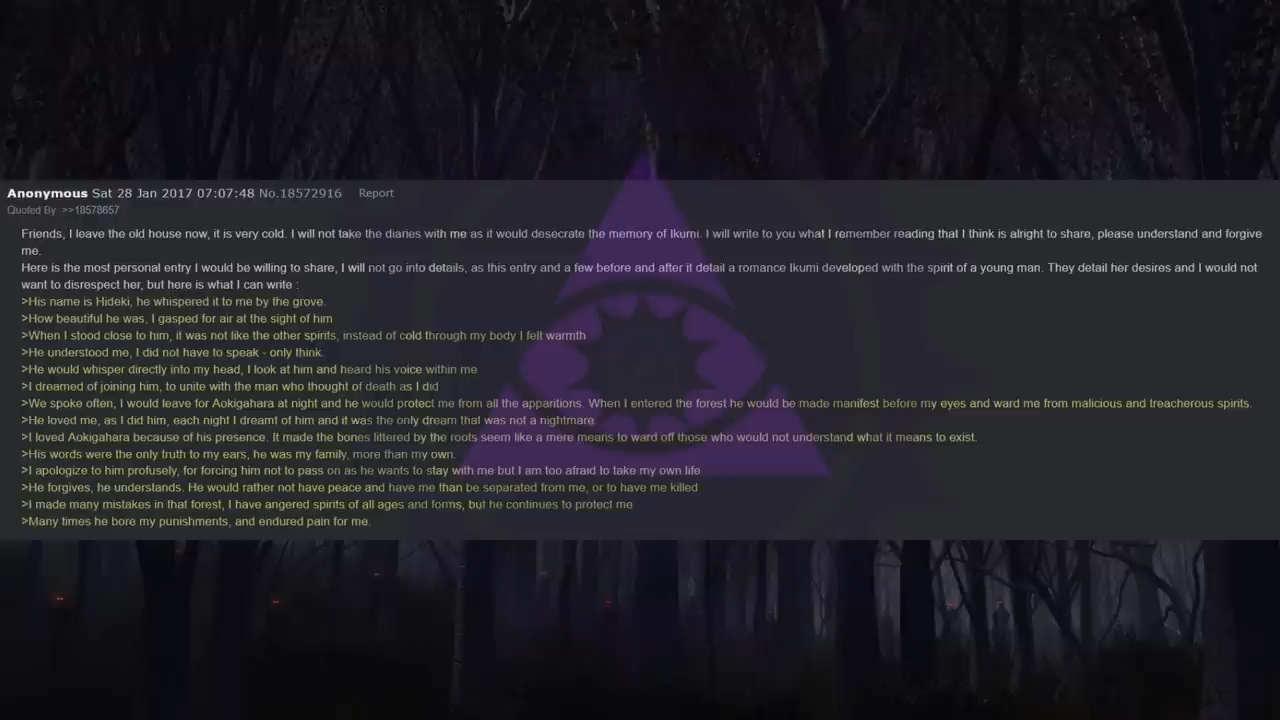 Anonymous Sat 28 Jan 2017 07:07:48 No.18572916 Report
Quoted By >>18578657
Friends, I leave the old house now, it is very cold. I will not take the diaries with me as it would desecrate the memory of Ikumi. I will write to you what I remember reading that I think is alright to share, please understand and forgive
me.
Here is the most personal entry I would be willing to share, I will not go into details, as this entry and a few before and after it detail a romance Ikumi developed with the spirit of a young man. They detail her desires and I would not
want to disrespect her, but here is what I can write :
>His name is Hideki, he whispered it to me by the grove.
>How beautiful he was, I gasped for air at the sight of him
>When I stood close to him, it was not like the other spirits, instead of cold through my body I felt warmth
>He understood me, I did not have to speak - only think.
>He would whisper directly into my head, I look at him and heard his voice within me
>I dreamed of joining him, to unite with the man who thought of death as I did
>We spoke often, I would leave for Aokigahara at night and he would protect me from all the apparitions. When I entered the forest he would be made manifest before my eyes and ward me from malicious and treacherous spirits.
>He loved me, as I did him, each night I dreamt of him and it was the only dream that was not a nightmare.
>I loved Aokigahara because of his presence. It made the bones littered by the roots seem like a mere means to ward off those who would not understand what it means to exist.
>His words were the only truth to my ears, he was my family, more than my own.
>I apologize to him profusely, for forcing him not to pass on as he wants to stay with me but I am too afraid to take my own life
>He forgives, he understands. He would rather not have peace and have me than be separated from me, or to have me killed
>I made many mistakes in that forest, I have angered spirits of all ages and forms, but he continues to protect me
>Many times he bore my punishments, and endured pain for me.